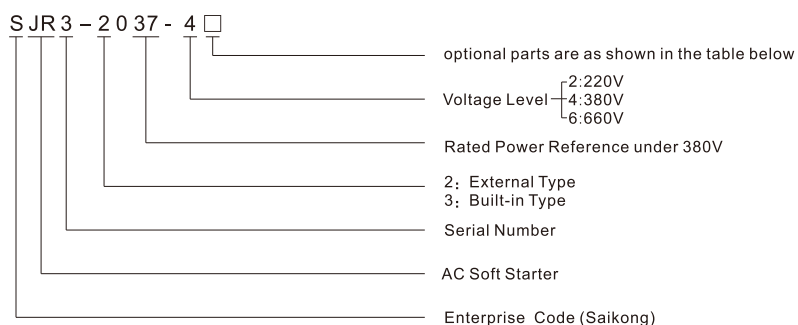 SJR3-2037-4□
optional parts are as shown in the table below
2:220V
Voltage Level 4:380V
6:660V
Rated Power Reference under 380V
2: External Type
3: Built-in Type
Serial Number
AC Soft Starter
Enterprise Code (Saikong)